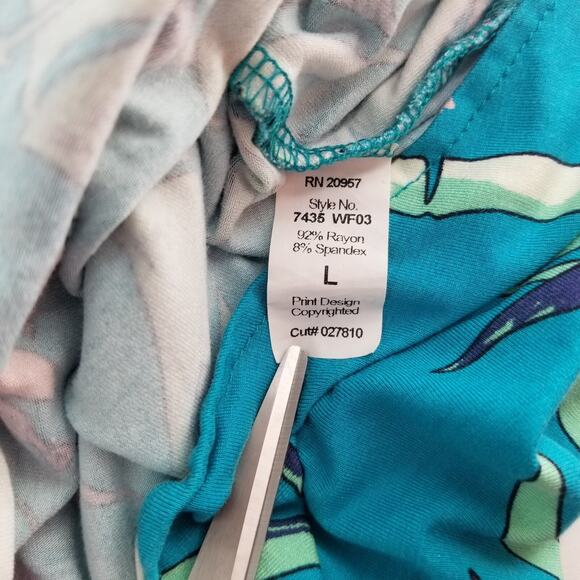 RN 20957
Style No.
7435 WF03
92% Rayon
8% Spandex
L
Print Design
Copyrighted
Cut# 027810